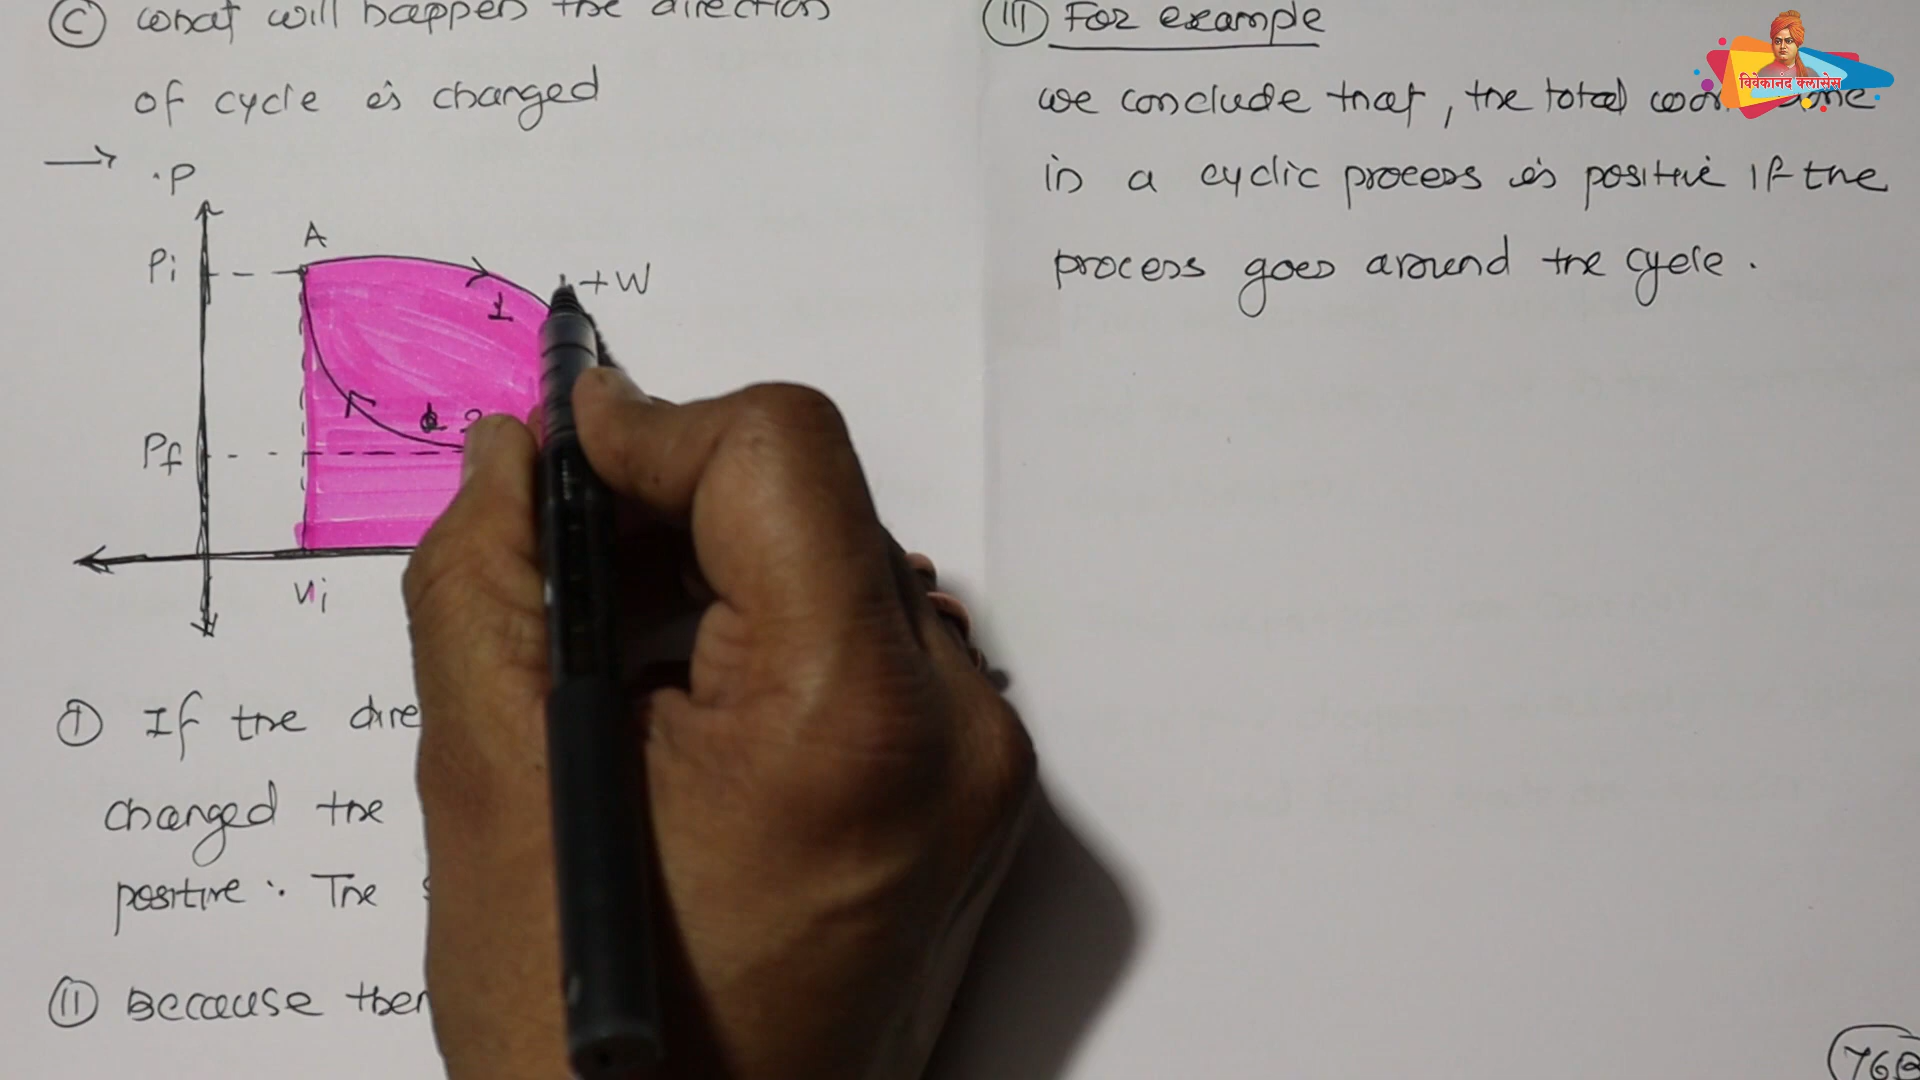 C what will happen the direction
of cycle is changed
P
A
Pi
+W
1
2
Pf
Vi
I If the dire
changed the
positive ∵ The
II Because ther
III For example
we conclude that, the total wor
in a cyclic process is positive if the
process goes around the cycle.
विवेकानंद क्लासेस